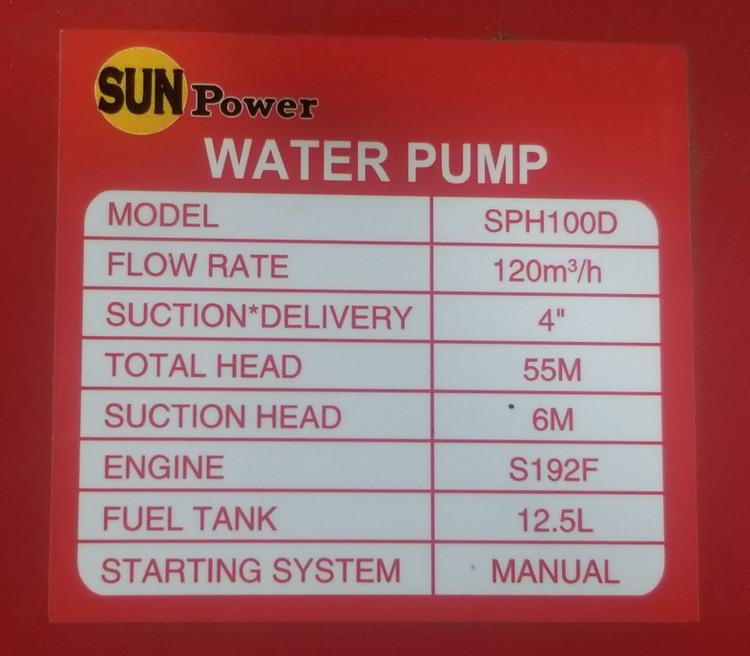 SUN Power
WATER PUMP
MODEL SPH100D
FLOW RATE 120m³/h
SUCTION*DELIVERY 4"
TOTAL HEAD 55M
SUCTION HEAD 6M
ENGINE S192F
FUEL TANK 12.5L
STARTING SYSTEM MANUAL